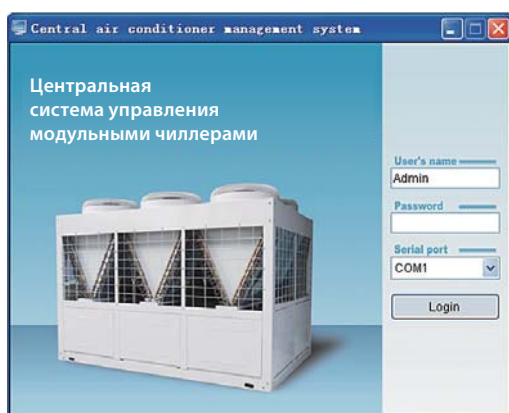 Central air conditioner management system
Центральная
система управления
модульными чиллерами
User's name
Admin
Password
Serial port
COM1
Login